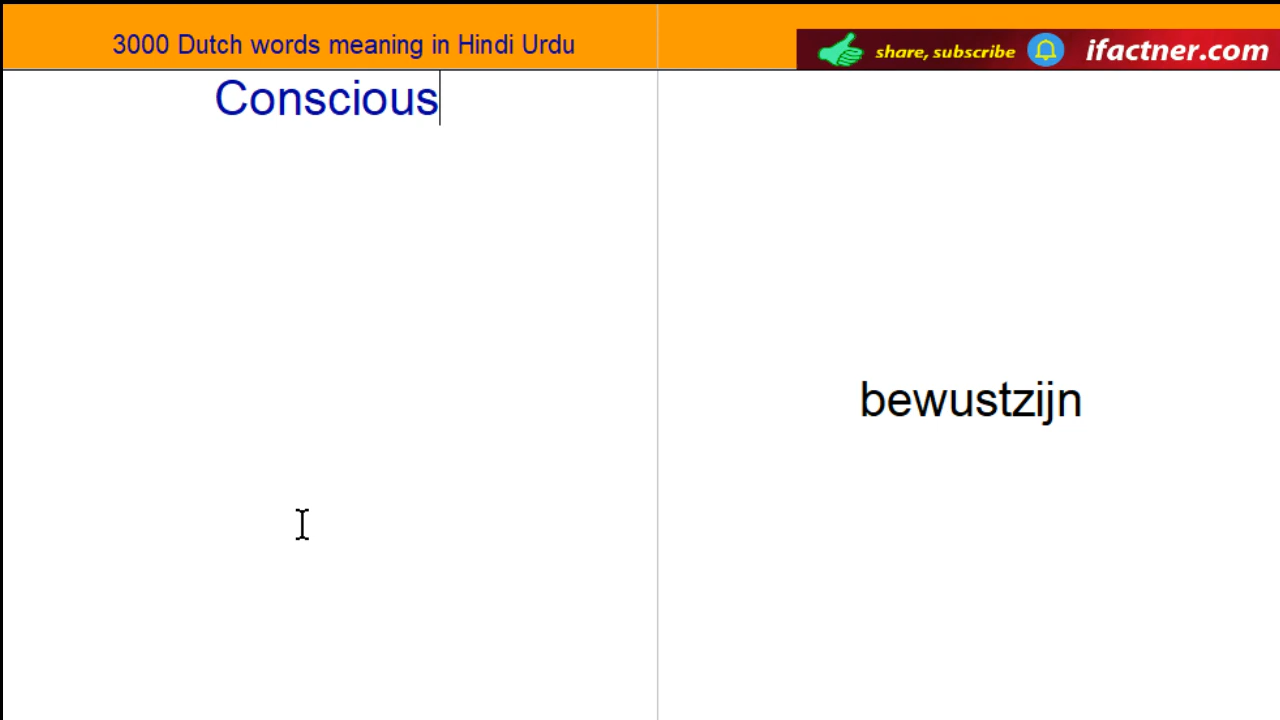 3000 Dutch words meaning in Hindi Urdu
share, subscribe
ifactner.com
Conscious
bewustzijn